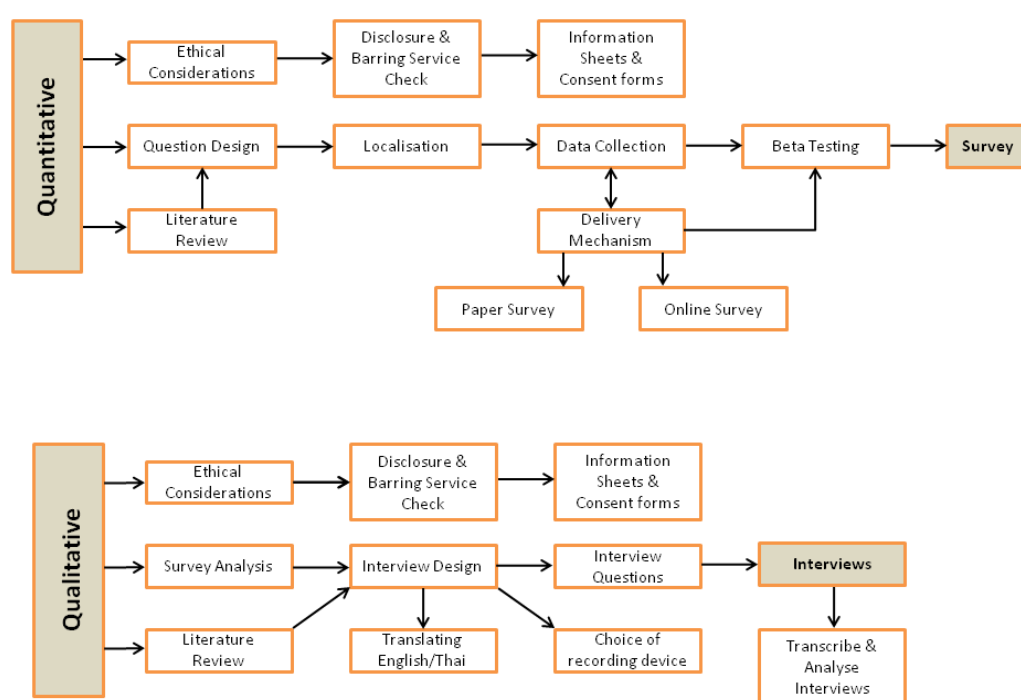 Quantitative
Ethical
Considerations
Disclosure &
Barring Service
Check
Information
Sheets &
Consent forms
Question Design
Localisation
Data Collection
Beta Testing
Survey
Literature
Review
Delivery
Mechanism
Paper Survey
Online Survey
Qualitative
Ethical
Considerations
Disclosure &
Barring Service
Check
Information
Sheets &
Consent forms
Survey Analysis
Interview Design
Interview
Questions
Interviews
Literature
Review
Translating
English/Thai
Choice of
recording device
Transcribe &
Analyse
Interviews